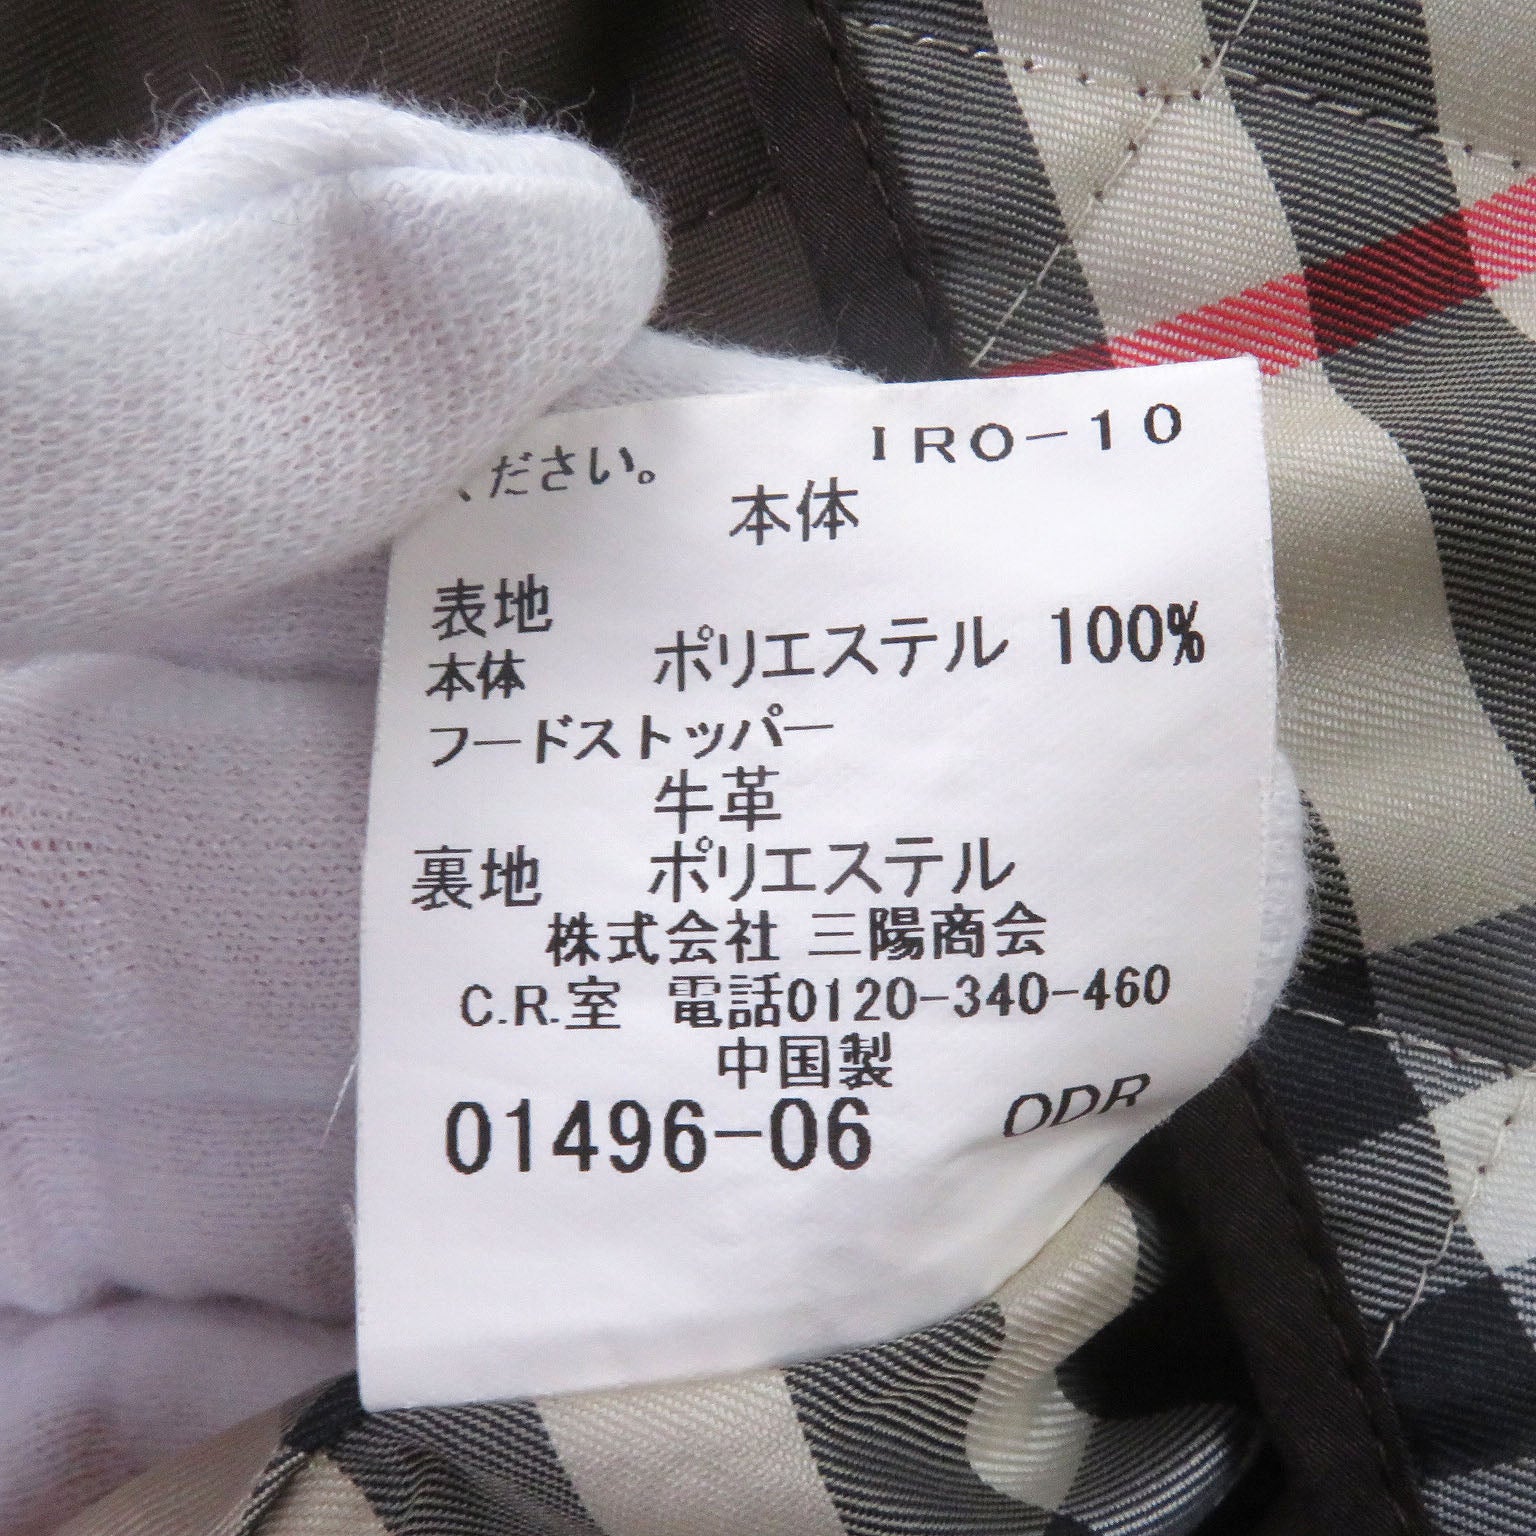 ください。 IRO-10
本体
表地
本体 ポリエステル 100%
フードストッパー
牛革
裏地 ポリエステル
株式会社 三陽商会
C.R.室 電話0120-340-460
中国製
01496-06 ODR